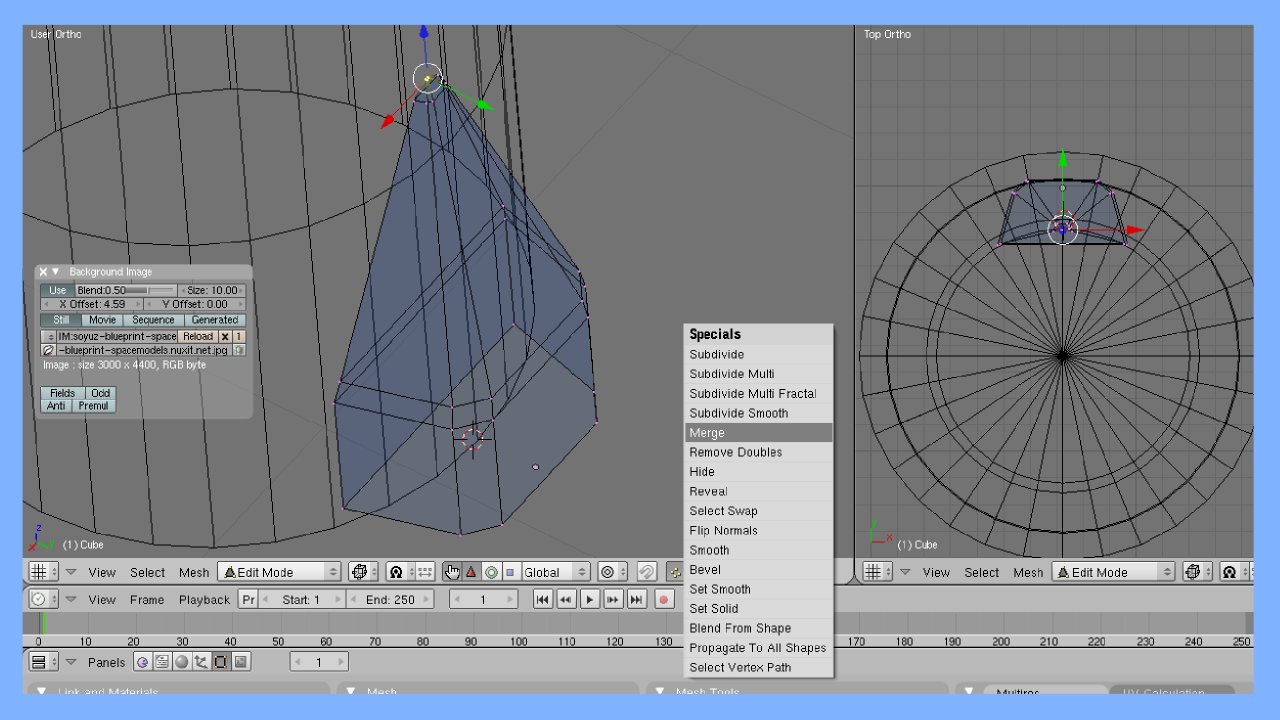 User Ortho
Top Ortho
Background Image
Use Blend:0.50 Size: 10.00
X Offset: 4.59 Y Offset: 0.00
Still Movie Sequence Generated
IM:soyuz-blueprint-space Reload X 1
-blueprint-spacemodels.nuxit.net.jpg
Image : size 3000 x 4400, RGB byte
Fields Odd
Anti Premul
Specials
Subdivide
Subdivide Multi
Subdivide Multi Fractal
Subdivide Smooth
Merge
Remove Doubles
Hide
Reveal
Select Swap
Flip Normals
Smooth
Bevel
Set Smooth
Set Solid
Blend From Shape
Propagate To All Shapes
Select Vertex Path
z
x y
(1) Cube
y
x
(1) Cube
View Select Mesh Edit Mode Global
View Select Mesh Edit Mode
View Frame Playback Pr Start: 1 End: 250 1
0 10 20 30 40 50 60 70 80 90 100 110 120 130 160 170 180 190 200 210 220 230 240 250
Panels 1
Link and Materials Mesh Mesh Tools Multires UV Calculation